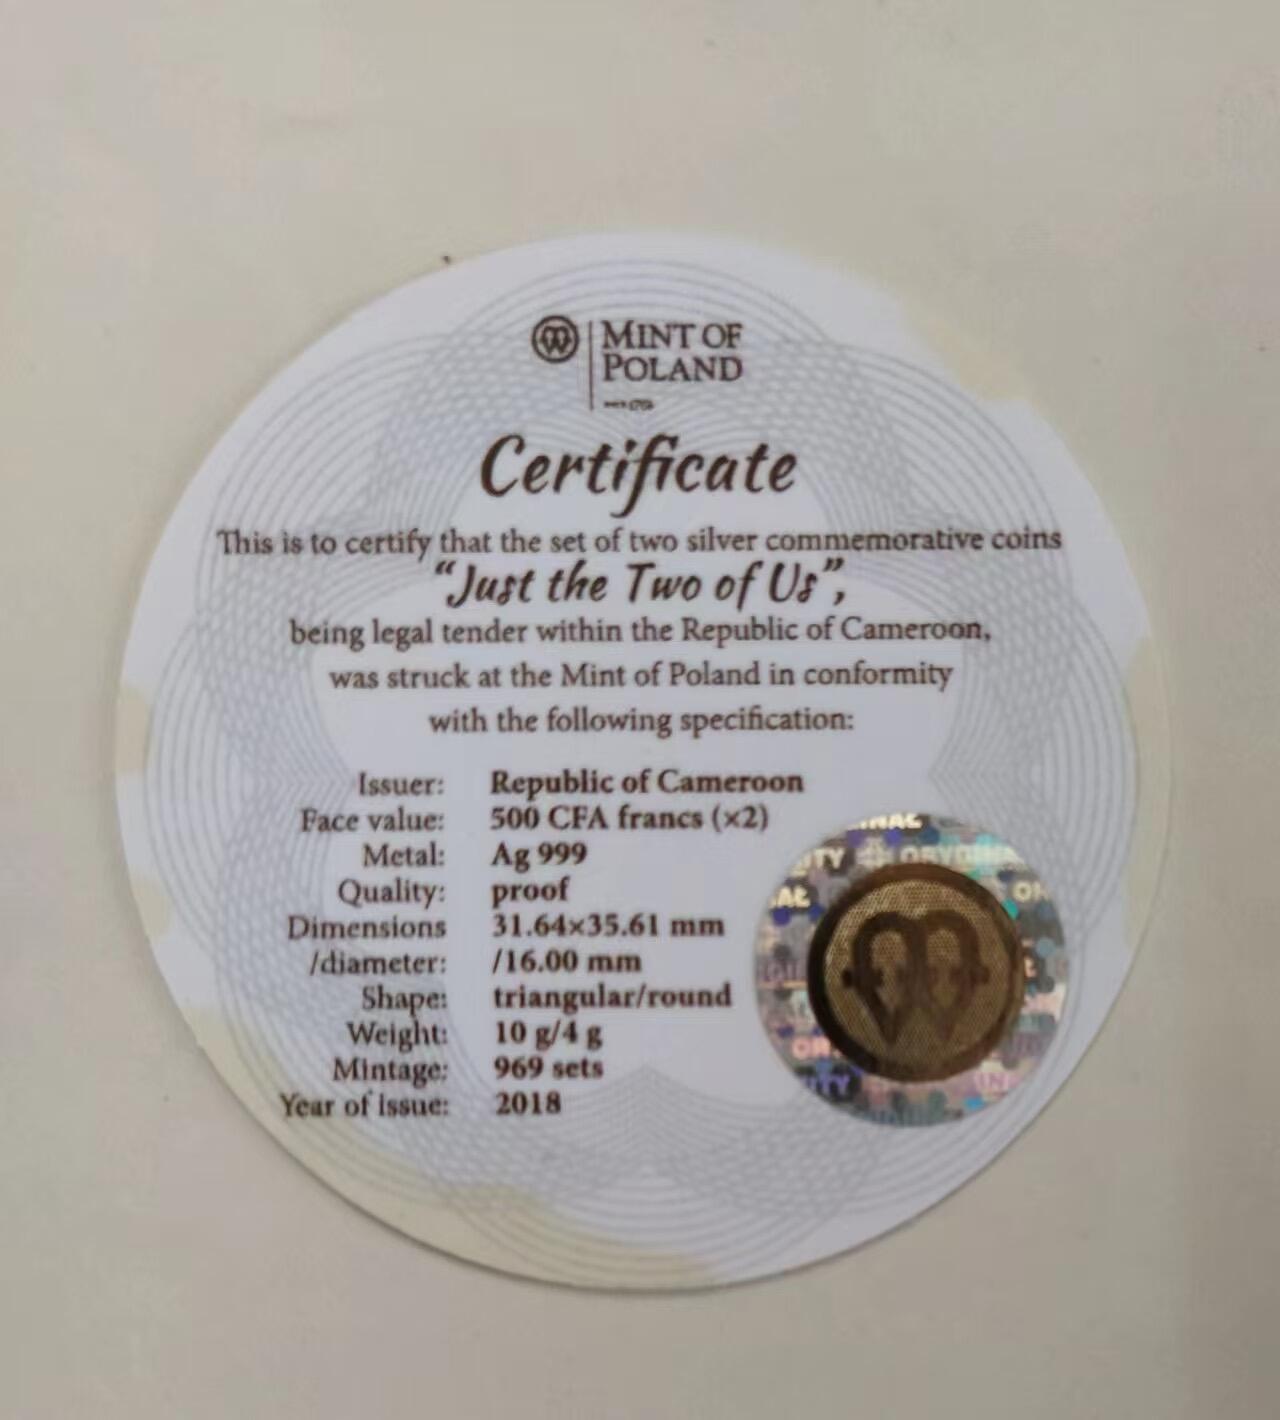 MINT OF
POLAND
Certificate
This is to certify that the set of two silver commemorative coins
“Just the Two of Us”,
being legal tender within the Republic of Cameroon,
was struck at the Mint of Poland in conformity
with the following specification:
Issuer: Republic of Cameroon
Face value: 500 CFA francs (×2)
Metal: Ag 999
Quality: proof
Dimensions 31.64×35.61 mm
/diameter: /16.00 mm
Shape: triangular/round
Weight: 10 g/4 g
Mintage: 969 sets
Year of issue: 2018